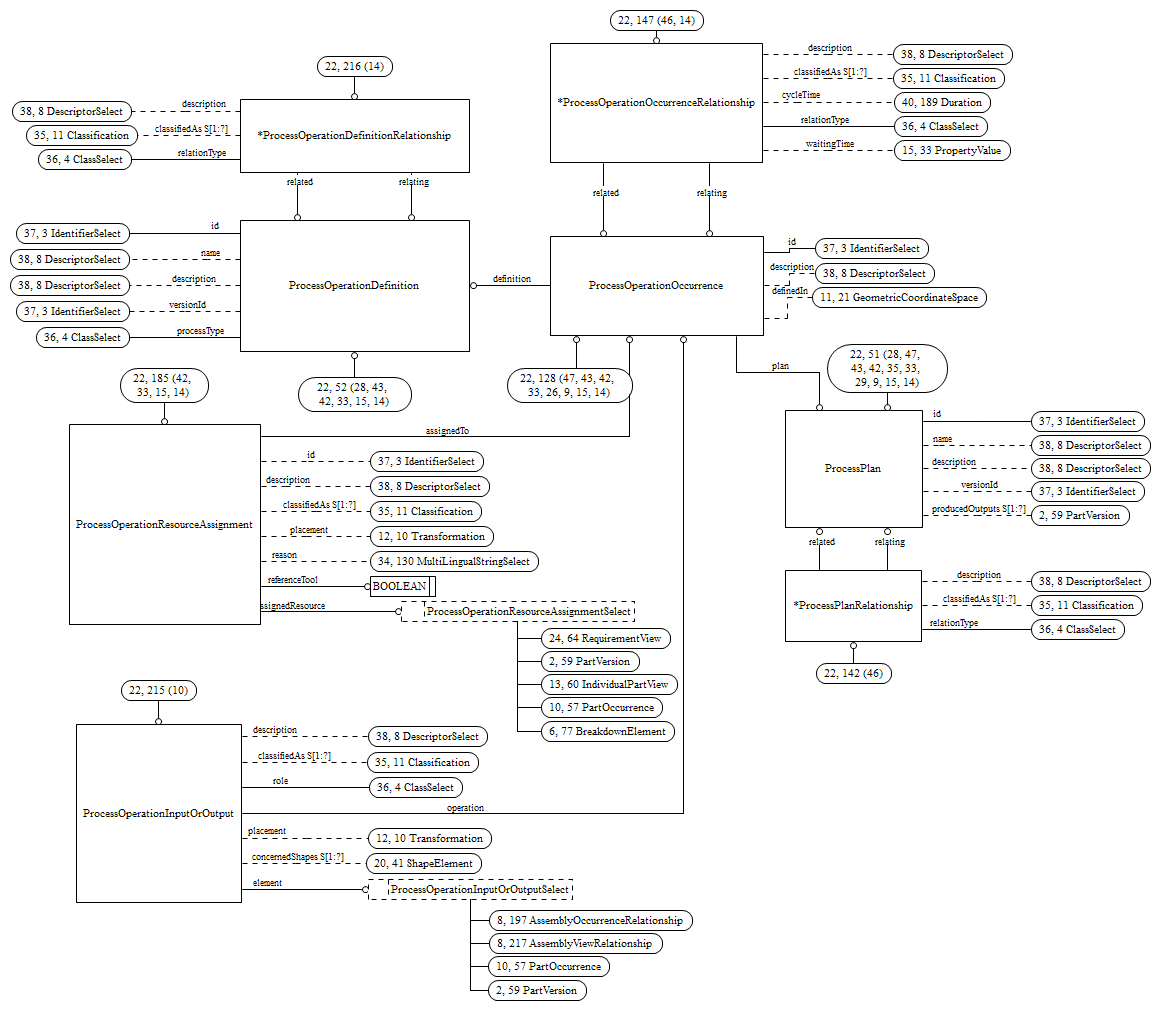 22, 147 (46, 14)
*ProcessOperationOccurrenceRelationship
description
38, 8 DescriptorSelect
classifiedAs S[1:?]
35, 11 Classification
cycleTime
40, 189 Duration
relationType
36, 4 ClassSelect
waitingTime
15, 33 PropertyValue
22, 216 (14)
description
38, 8 DescriptorSelect
classifiedAs S[1:?]
35, 11 Classification
relationType
36, 4 ClassSelect
*ProcessOperationDefinitionRelationship
related
relating
related
relating
id
37, 3 IdentifierSelect
name
38, 8 DescriptorSelect
description
38, 8 DescriptorSelect
versionId
37, 3 IdentifierSelect
processType
36, 4 ClassSelect
ProcessOperationDefinition
definition
ProcessOperationOccurrence
id
37, 3 IdentifierSelect
description
38, 8 DescriptorSelect
definedIn
11, 21 GeometricCoordinateSpace
22, 185 (42,
33, 15, 14)
22, 52 (28, 43,
42, 33, 15, 14)
22, 128 (47, 43, 42,
33, 26, 9, 15, 14)
plan
22, 51 (28, 47,
43, 42, 35, 33,
29, 9, 15, 14)
ProcessPlan
id
37, 3 IdentifierSelect
name
38, 8 DescriptorSelect
description
38, 8 DescriptorSelect
versionId
37, 3 IdentifierSelect
producedOutputs S[1:?]
2, 59 PartVersion
related
relating
*ProcessPlanRelationship
description
38, 8 DescriptorSelect
classifiedAs S[1:?]
35, 11 Classification
relationType
36, 4 ClassSelect
22, 142 (46)
ProcessOperationResourceAssignment
assignedTo
id
37, 3 IdentifierSelect
description
38, 8 DescriptorSelect
classifiedAs S[1:?]
35, 11 Classification
placement
12, 10 Transformation
reason
34, 130 MultiLingualStringSelect
referenceTool
BOOLEAN
ssignedResource
ProcessOperationResourceAssignmentSelect
24, 64 RequirementView
2, 59 PartVersion
13, 60 IndividualPartView
10, 57 PartOccurrence
6, 77 BreakdownElement
22, 215 (10)
ProcessOperationInputOrOutput
description
38, 8 DescriptorSelect
classifiedAs S[1:?]
35, 11 Classification
role
36, 4 ClassSelect
operation
placement
12, 10 Transformation
concernedShapes S[1:?]
20, 41 ShapeElement
element
ProcessOperationInputOrOutputSelect
8, 197 AssemblyOccurrenceRelationship
8, 217 AssemblyViewRelationship
10, 57 PartOccurrence
2, 59 PartVersion